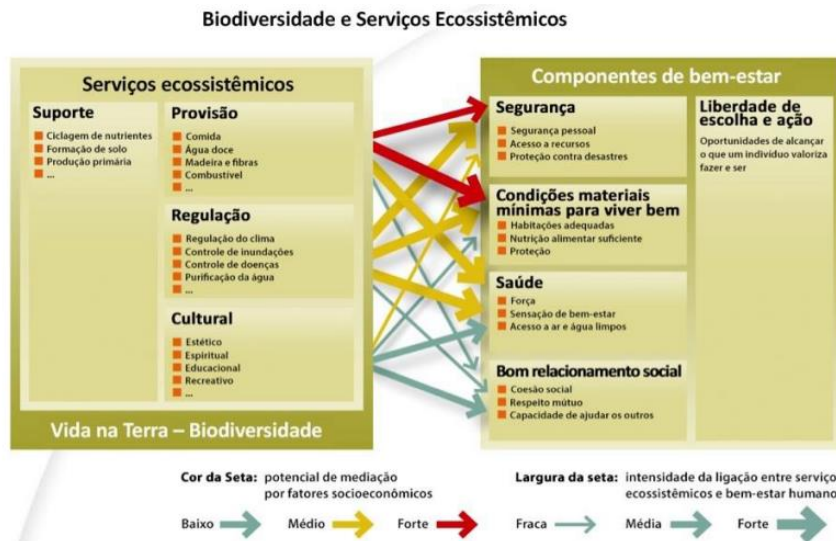 Biodiversidade e Serviços Ecossistêmicos
Serviços ecossistêmicos
Suporte
Ciclagem de nutrientes
Formação de solo
Produção primária
...
Provisão
Comida
Água doce
Madeira e fibras
Combustível
...
Regulação
Regulação do clima
Controle de inundações
Controle de doenças
Purificação da água
...
Cultural
Estético
Espiritual
Educacional
Recreativo
...
Vida na Terra – Biodiversidade
Componentes de bem-estar
Segurança
Segurança pessoal
Acesso a recursos
Proteção contra desastres
Condições materiais
mínimas para viver bem
Habitações adequadas
Nutrição alimentar suficiente
Proteção
Saúde
Força
Sensação de bem-estar
Acesso a ar e água limpos
Bom relacionamento social
Coesão social
Respeito mútuo
Capacidade de ajudar os outros
Liberdade de
escolha e ação
Oportunidades de alcançar
o que um indivíduo valoriza
fazer e ser
Cor da Seta: potencial de mediação
por fatores socioeconômicos
Baixo Médio Forte
Largura da seta: intensidade da ligação entre serviço
ecossistêmicos e bem-estar humano
Fraca Média Forte